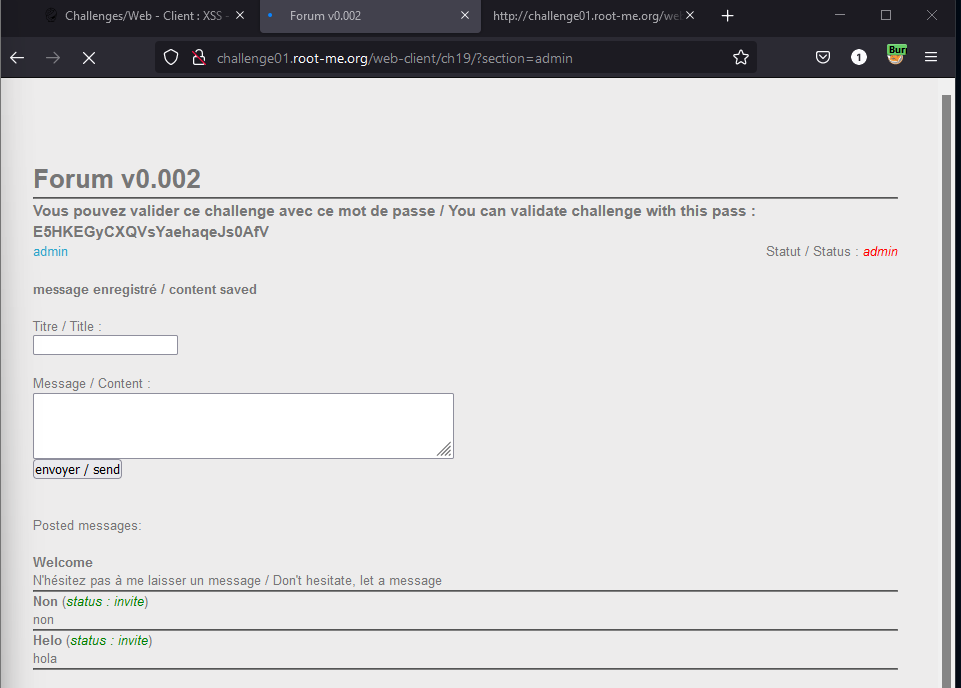 Challenges/Web - Client : XSS -
Forum v0.002
http://challenge01.root-me.org/we
challenge01.root-me.org/web-client/ch19/?section=admin
1
Bur
Forum v0.002
Vous pouvez valider ce challenge avec ce mot de passe / You can validate challenge with this pass :
E5HKEGyCXQVsYaehaqeJs0AfV
admin
Statut / Status : admin
message enregistré / content saved
Titre / Title :
Message / Content :
envoyer / send
Posted messages:
Welcome
N'hésitez pas à me laisser un message / Don't hesitate, let a message
Non (status : invite)
non
Helo (status : invite)
hola